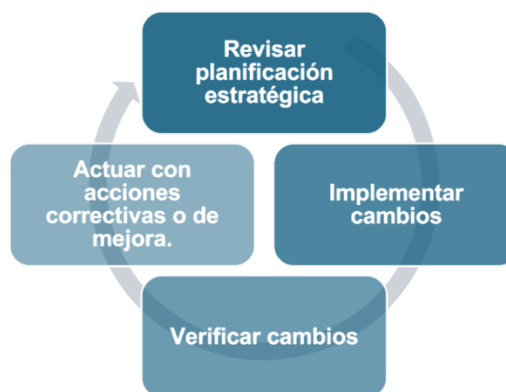 Revisar
planificación
estratégica
Implementar
cambios
Verificar cambios
Actuar con
acciones
correctivas o de
mejora.